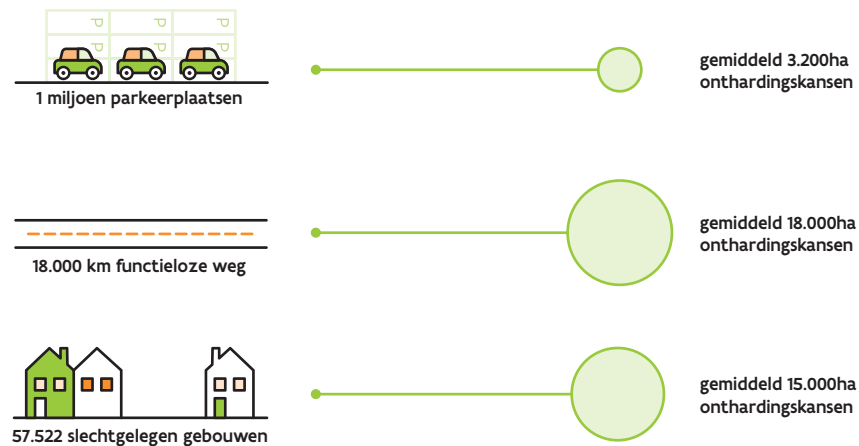 P P P
P P P
1 miljoen parkeerplaatsen
gemiddeld 3.200ha
onthardingskansen
18.000 km functieloze weg
gemiddeld 18.000ha
onthardingskansen
57.522 slechtgelegen gebouwen
gemiddeld 15.000ha
onthardingskansen